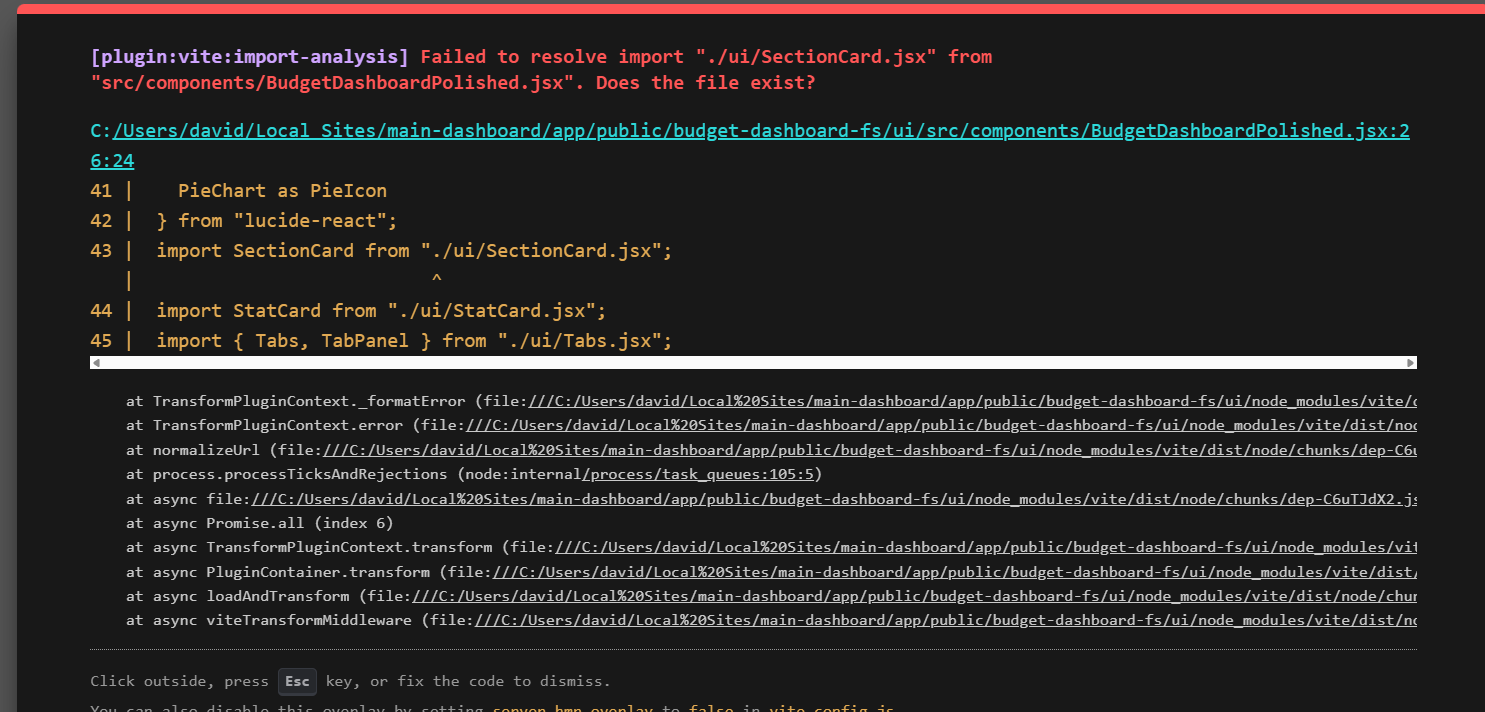 [plugin:vite:import-analysis] Failed to resolve import "./ui/SectionCard.jsx" from
"src/components/BudgetDashboardPolished.jsx". Does the file exist?
C:/Users/david/Local Sites/main-dashboard/app/public/budget-dashboard-fs/ui/src/components/BudgetDashboardPolished.jsx:2
6:24
41 |    PieChart as PieIcon
42 |  } from "lucide-react";
43 |  import SectionCard from "./ui/SectionCard.jsx";
   |                           ^
44 |  import StatCard from "./ui/StatCard.jsx";
45 |  import { Tabs, TabPanel } from "./ui/Tabs.jsx";
at TransformPluginContext._formatError (file:///C:/Users/david/Local%20Sites/main-dashboard/app/public/budget-dashboard-fs/ui/node_modules/vite/
at TransformPluginContext.error (file:///C:/Users/david/Local%20Sites/main-dashboard/app/public/budget-dashboard-fs/ui/node_modules/vite/dist/
at normalizeUrl (file:///C:/Users/david/Local%20Sites/main-dashboard/app/public/budget-dashboard-fs/ui/node_modules/vite/dist/node/chunks/dep-C6
at process.processTicksAndRejections (node:internal/process/task_queues:105:5)
at async file:///C:/Users/david/Local%20Sites/main-dashboard/app/public/budget-dashboard-fs/ui/node_modules/vite/dist/node/chunks/dep-C6uTJdX2.js
at async Promise.all (index 6)
at async TransformPluginContext.transform (file:///C:/Users/david/Local%20Sites/main-dashboard/app/public/budget-dashboard-fs/ui/node_modules/vit
at async PluginContainer.transform (file:///C:/Users/david/Local%20Sites/main-dashboard/app/public/budget-dashboard-fs/ui/node_modules/vite/dist/
at async loadAndTransform (file:///C:/Users/david/Local%20Sites/main-dashboard/app/public/budget-dashboard-fs/ui/node_modules/vite/dist/node/chu
at async viteTransformMiddleware (file:///C:/Users/david/Local%20Sites/main-dashboard/app/public/budget-dashboard-fs/ui/node_modules/vite/dist/
Click outside, press Esc key, or fix the code to dismiss.
You can also disable this overlay by setting server.hmr.overlay to false in vite.config.js